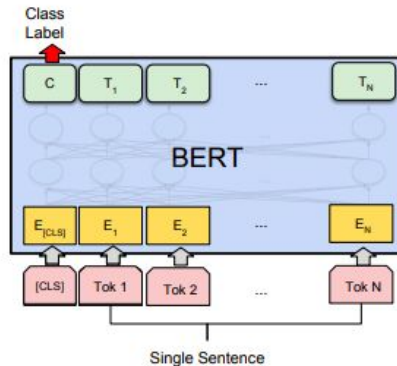 Class
Label
C T1 T2 ... TN
BERT
E[CLS] E1 E2 ... EN
[CLS] Tok 1 Tok 2 ... Tok N
Single Sentence